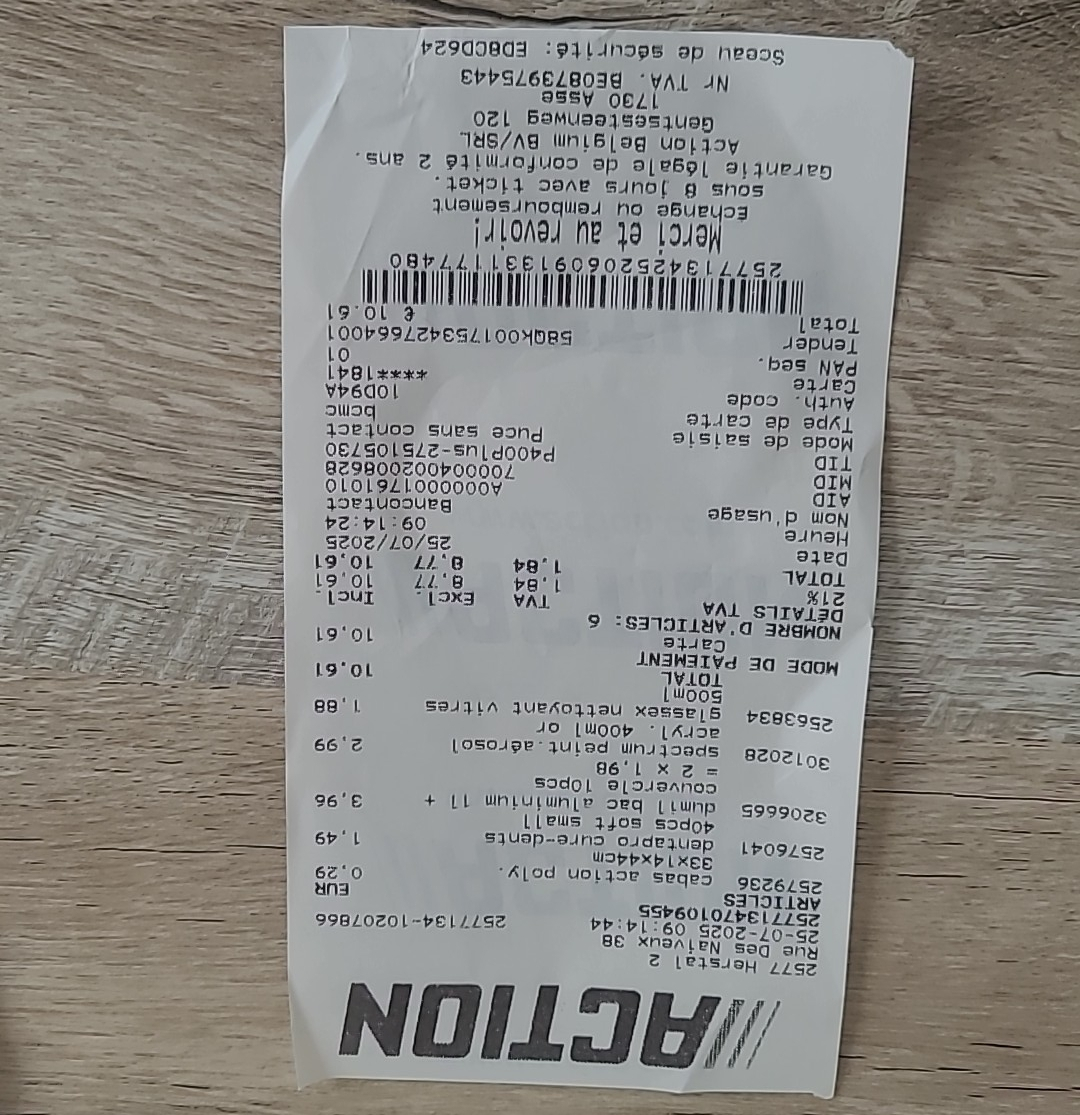 ACTION
2577 Herstal 2
Rue Des Naiveux 38
25-07-2025 09:14:44 2577134-10207866
257713470109455
ARTICLES EUR
2579236 cabas action poly. 0,29
33x14x44cm
2576041 dentapro cure-dents 1,49
40pcs soft small
3206665 dumil bac aluminium 1l + 3,96
couvercle 10pcs
= 2 x 1,98
3012028 spectrum peint.aérosol 2,99
acryl. 400ml or
2563834 glassex nettoyant vitres 1,88
500ml
TOTAL 10,61
MODE DE PAIEMENT
Carte 10,61
NOMBRE D'ARTICLES: 6
DÉTAILS TVA TVA Excl. Incl.
21% 1,84 8,77 10,61
TOTAL 1,84 8,77 10,61
Date 25/07/2025
Heure 09:14:24
Nom d'usage Bancontact
AID A0000001761010
MID 700004002008628
TID P400Plus-275105730
Mode de saisie Puce sans contact
Type de carte bcmc
Auth. code 10D94A
Carte ****1841
PAN seq. 01
Tender 58QK001753427664001
Total € 10.61
2577134252060919331177480
Merci et au revoir!
Échange ou remboursement
sous 8 jours avec ticket.
Garantie légale de conformité 2 ans.
Action Belgium BV/SRL
Gentsesteenweg 120
1730 Asse
Nr TVA. BE0873975443
Sceau de sécurité: ED8CD624